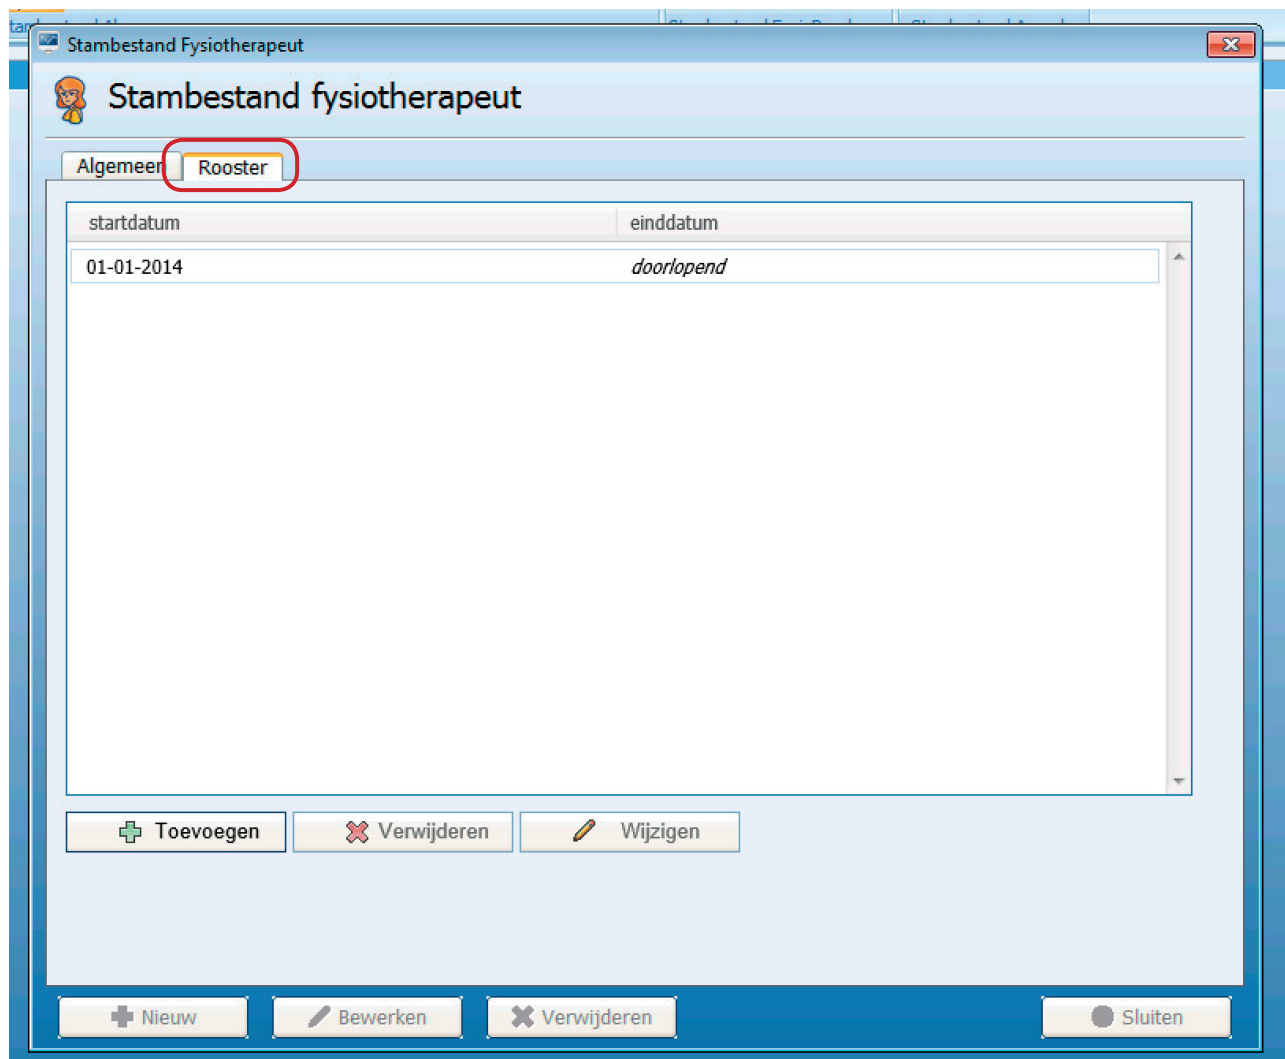 Stambestand Fysiotherapeut
Stambestand fysiotherapeut
Algemeen Rooster
startdatum einddatum
01-01-2014 doorlopend
Toevoegen Verwijderen Wijzigen
Nieuw Bewerken Verwijderen Sluiten